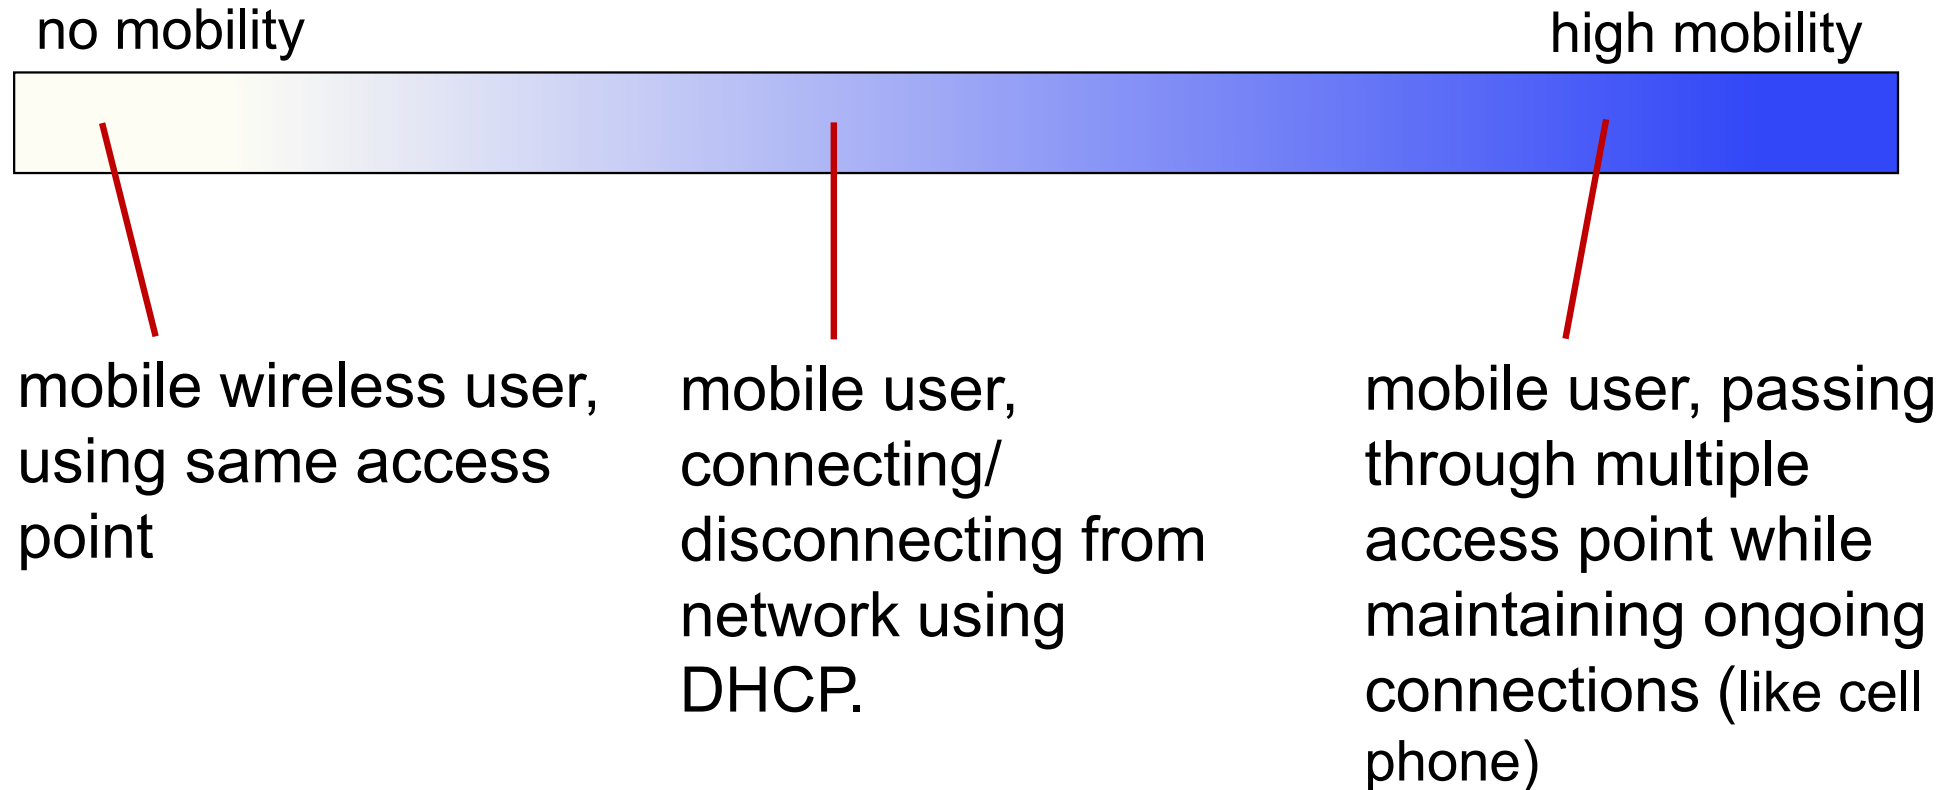 no mobility
high mobility
mobile wireless user,
using same access
point
mobile user,
connecting/
disconnecting from
network using
DHCP.
mobile user, passing
through multiple
access point while
maintaining ongoing
connections (like cell
phone)